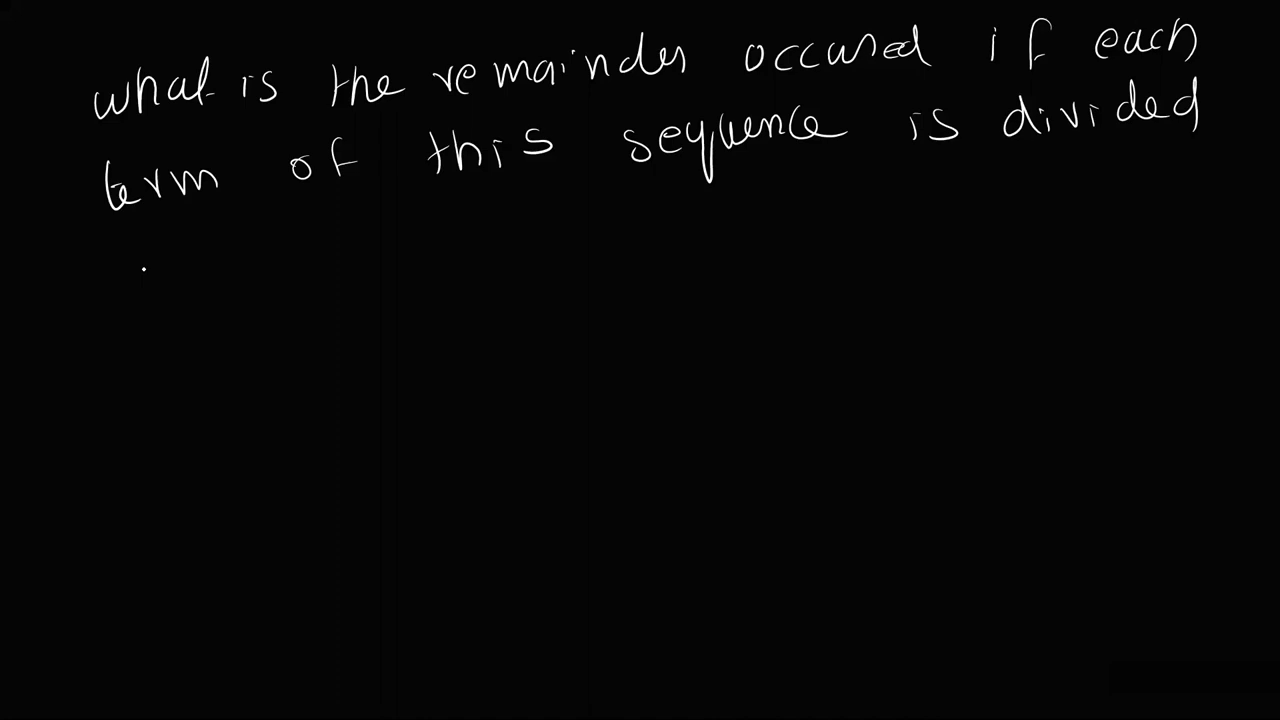 what is the remainder occured if each
term of this sequence is divided